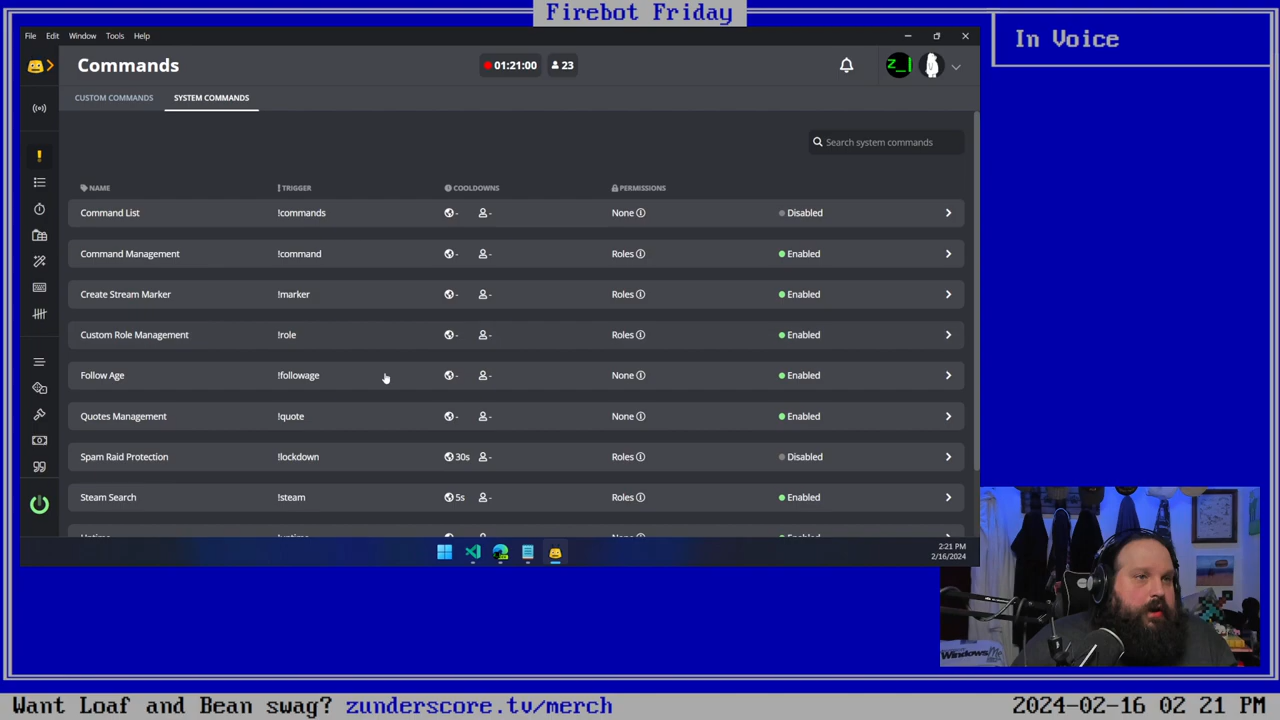 Firebot Friday
File Edit Window Tools Help
In Voice
Commands
01:21:00
23
z_
CUSTOM COMMANDS
SYSTEM COMMANDS
Search system commands
NAME TRIGGER COOLDOWNS PERMISSIONS
Command List !commands - - None Disabled
Command Management !command - - Roles Enabled
Create Stream Marker !marker - - Roles Enabled
Custom Role Management !role - - Roles Enabled
Follow Age !followage - - None Enabled
Quotes Management !quote - - None Enabled
Spam Raid Protection !lockdown 30s - Roles Disabled
Steam Search !steam 5s - Roles Enabled
2:21 PM
2/16/2024
Windows Me
Want Loaf and Bean swag? zunderscore.tv/merch
2024-02-16 02 21 PM